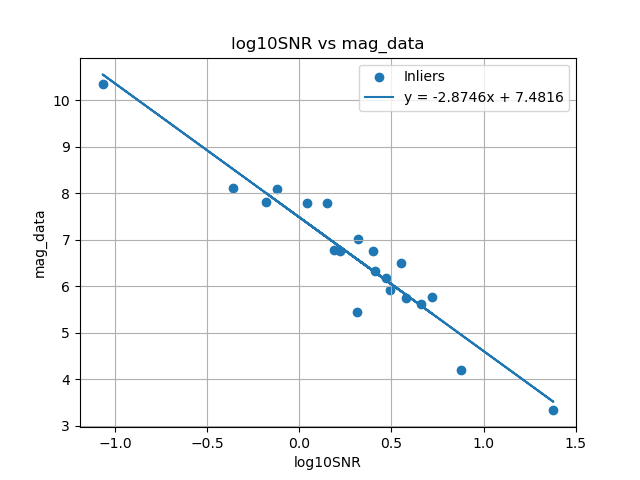 log10SNR vs mag_data
Inliers
y = -2.8746x + 7.4816
10
9
8
7
6
5
4
3
mag_data
−1.0 −0.5 0.0 0.5 1.0 1.5
log10SNR